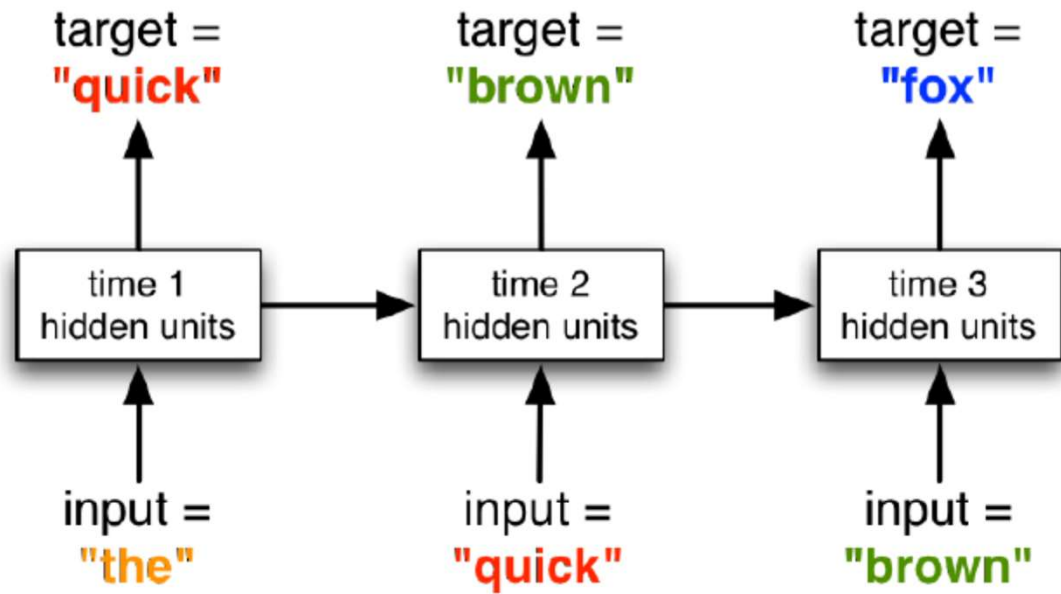 target =
"quick"
target =
"brown"
target =
"fox"
time 1
hidden units
time 2
hidden units
time 3
hidden units
input =
"the"
input =
"quick"
input =
"brown"